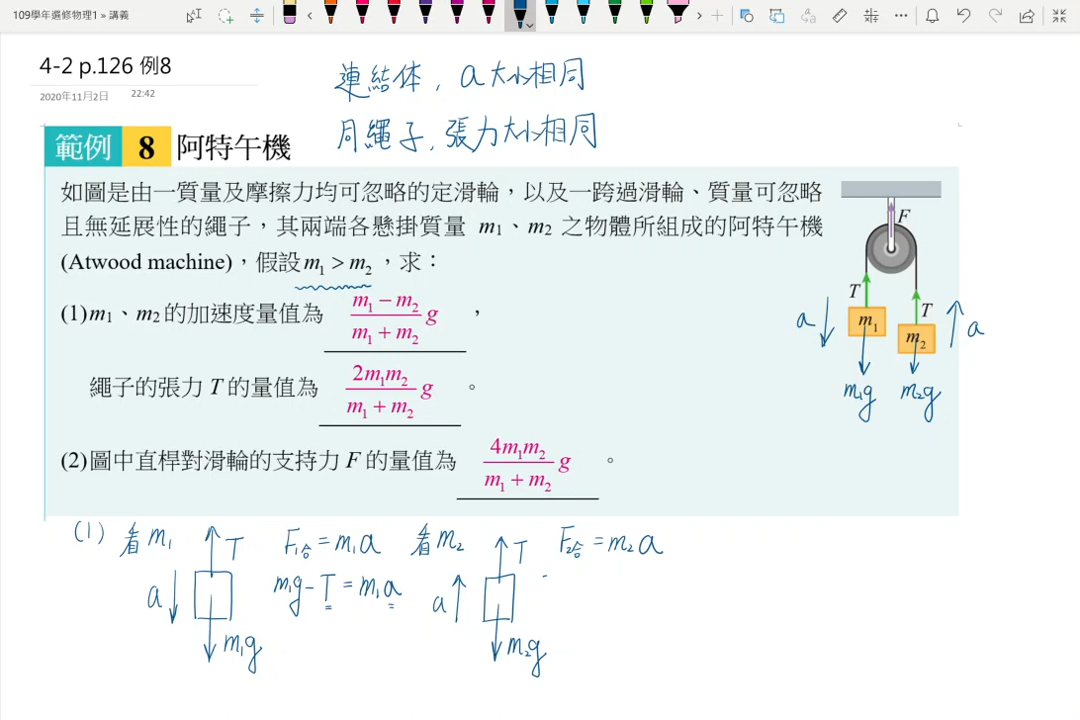 109學年選修物理1 » 講義
4-2 p.126 例8
2020年11月2日 22:42
連結体, a大小相同
同繩子, 張力大小相同
範例 8 阿特午機
如圖是由一質量及摩擦力均可忽略的定滑輪，以及一跨過滑輪、質量可忽略
且無延展性的繩子，其兩端各懸掛質量 m₁、m₂ 之物體所組成的阿特午機
(Atwood machine)，假設 m₁ > m₂，求：
(1) m₁、m₂ 的加速度量值為 (m₁ − m₂)/(m₁ + m₂) g ，
繩子的張力 T 的量值為 2m₁m₂/(m₁ + m₂) g 。
(2)圖中直桿對滑輪的支持力 F 的量值為 4m₁m₂/(m₁ + m₂) g 。
F
T
T
a
m₁
m₂
a
m₁g
m₂g
(1) 看m₁ T F₁合 = m₁a 看m₂ T F₂合 = m₂a
a m₁g − T = m₁a a
m₁g m₂g